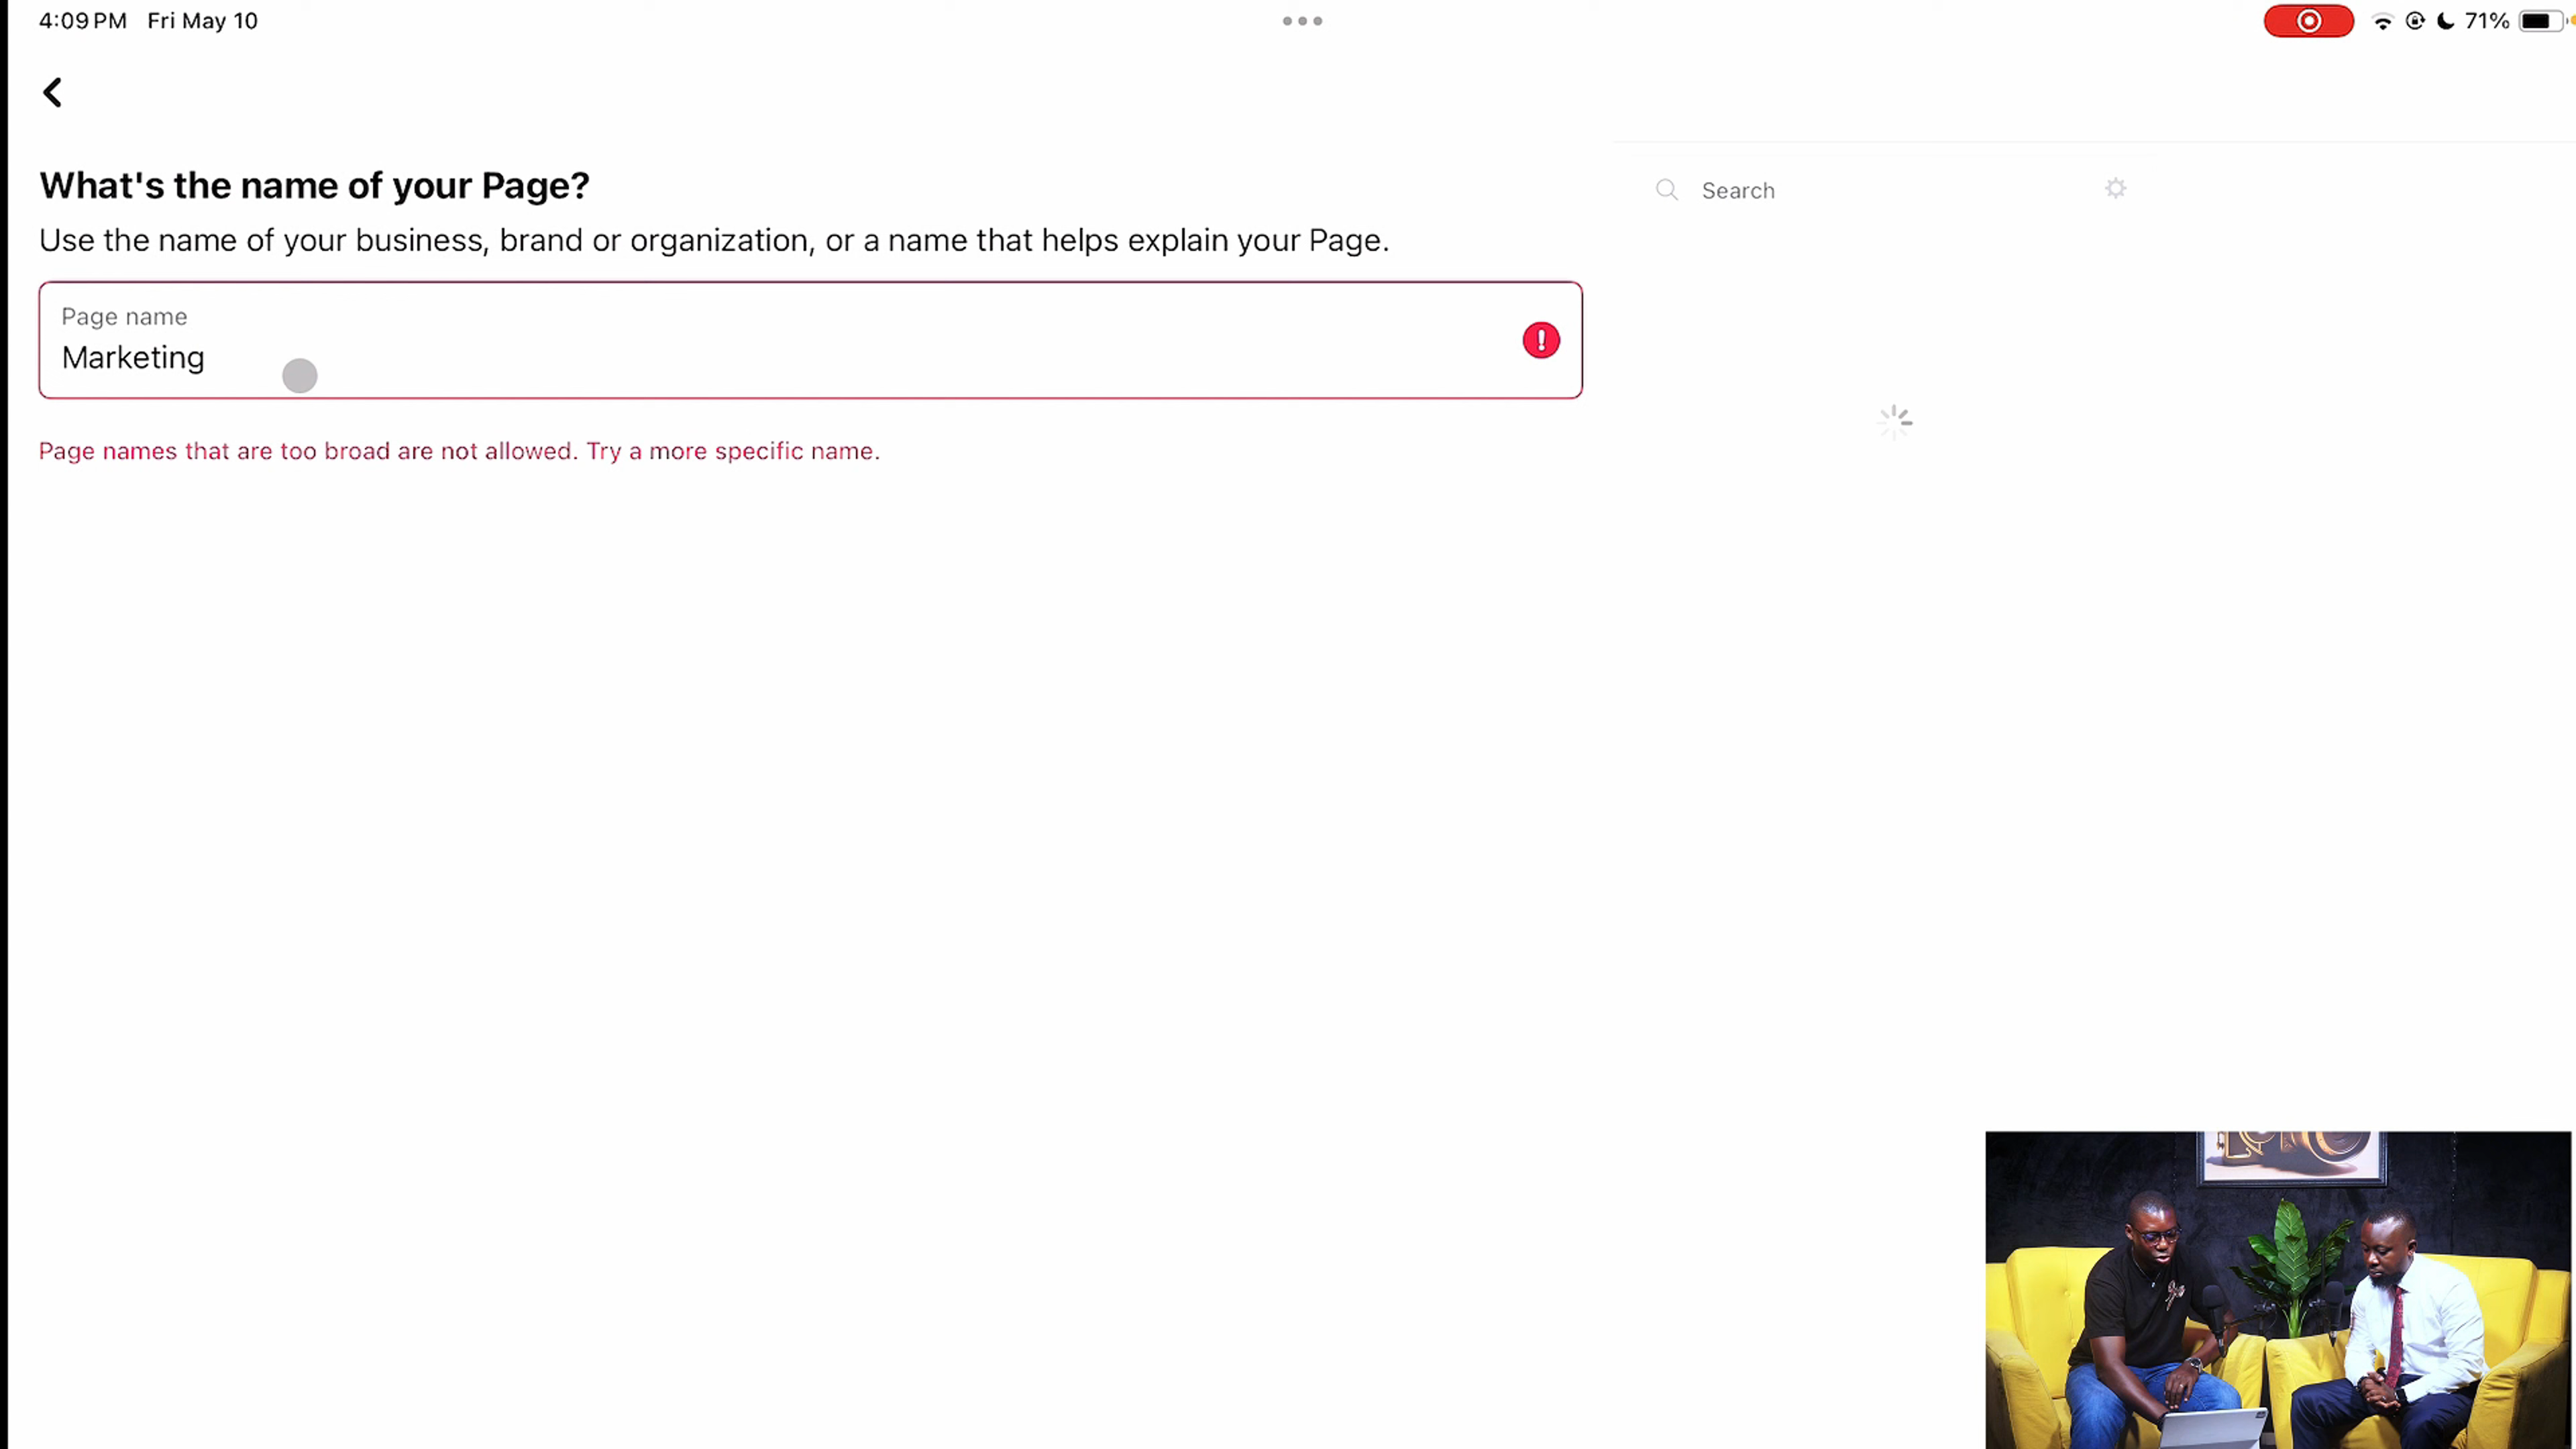 4:09 PM Fri May 10
71%
What's the name of your Page?
Use the name of your business, brand or organization, or a name that helps explain your Page.
Search
Page name
Marketing
Page names that are too broad are not allowed. Try a more specific name.